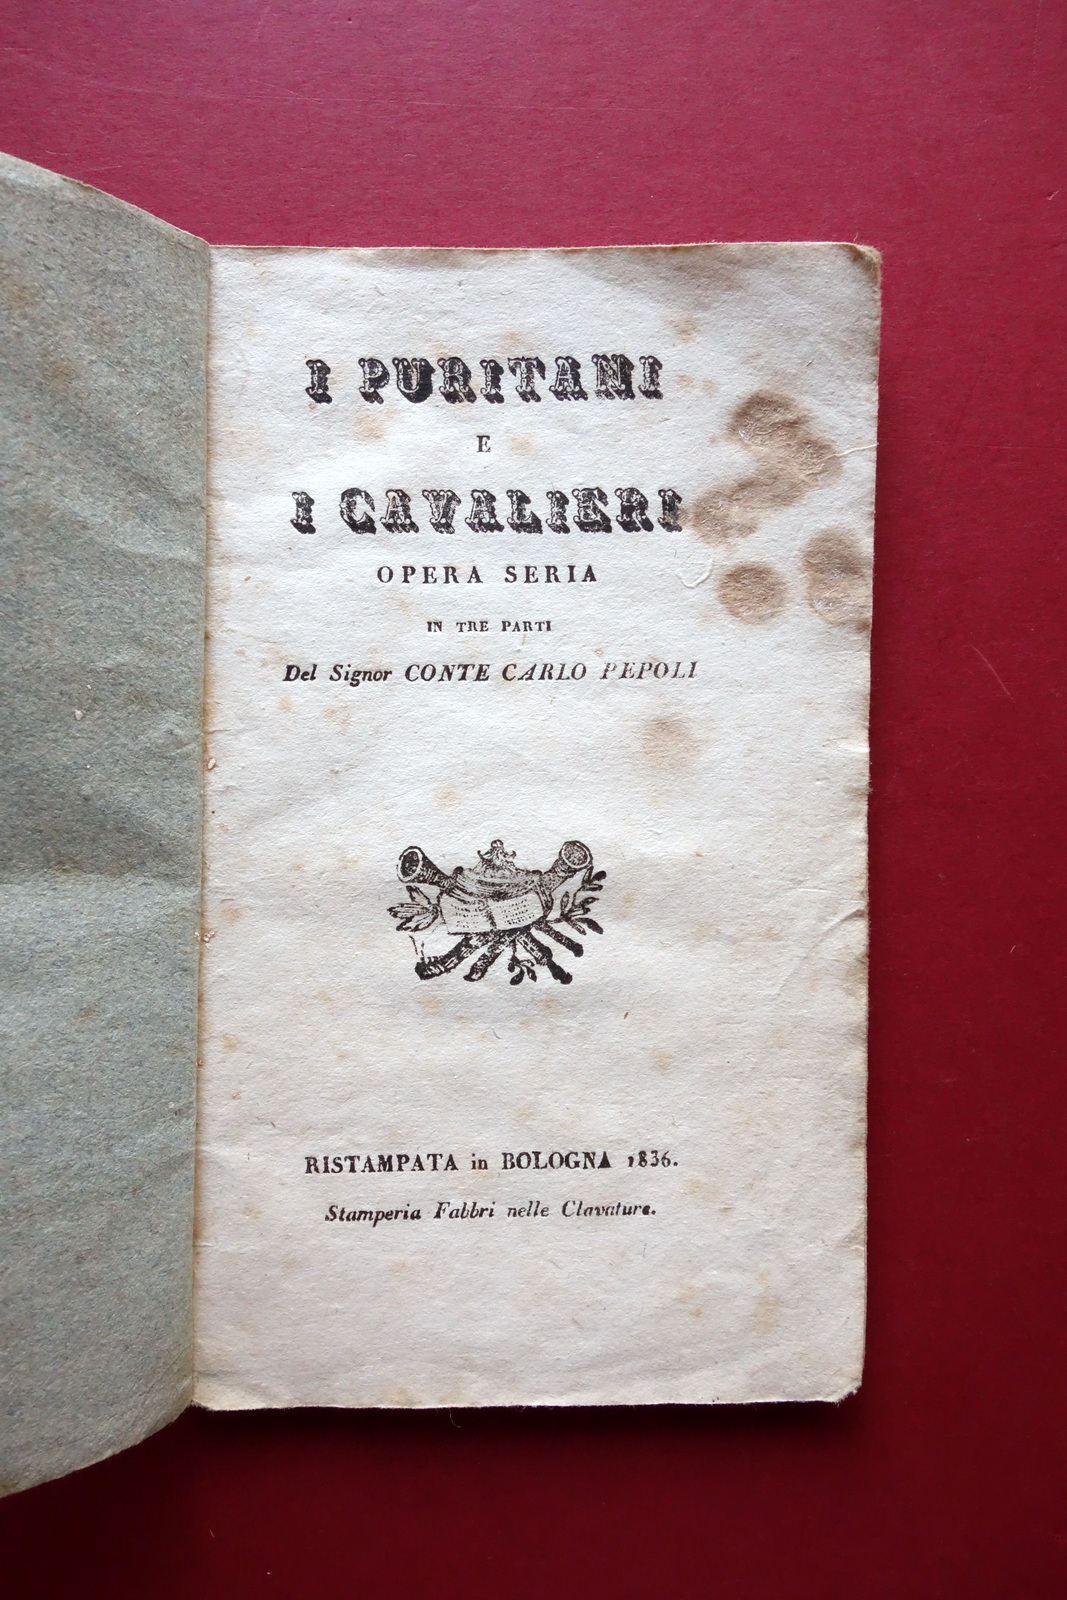 I PURITANI
E
I CAVALIERI
OPERA SERIA
IN TRE PARTI
Del Signor CONTE CARLO PEPOLI
RISTAMPATA in BOLOGNA 1836.
Stamperia Fabbri nelle Clavature.